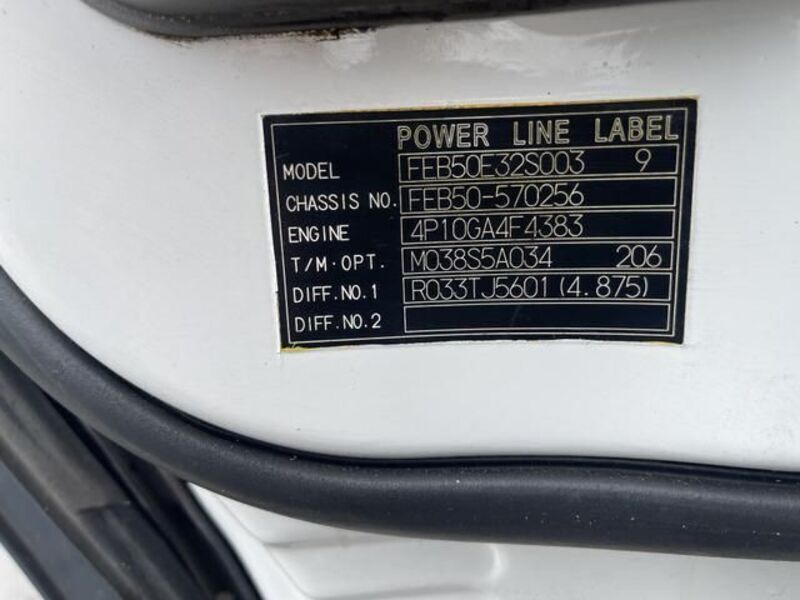 POWER LINE LABEL
MODEL FEB50E32S003 9
CHASSIS NO. FEB50-570256
ENGINE 4P10GA4F4383
T/M·OPT. M038S5A034 206
DIFF.NO.1 R033TJ5601(4.875)
DIFF.NO.2